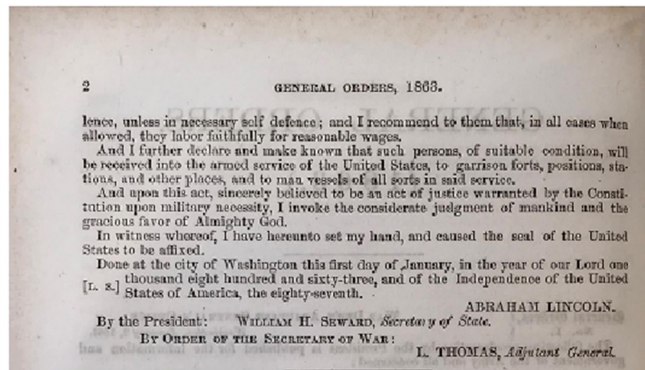 2
GENERAL ORDERS, 1863.
lence, unless in necessary self defence; and I recommend to them that, in all cases when
allowed, they labor faithfully for reasonable wages.
And I further declare and make known that such persons, of suitable condition, will
be received into the armed service of the United States, to garrison forts, positions, sta-
tions, and other places, and to man vessels of all sorts in said service.
And upon this act, sincerely believed to be an act of justice warranted by the Consti-
tution upon military necessity, I invoke the considerate judgment of mankind and the
gracious favor of Almighty God.
In witness whereof, I have hereunto set my hand, and caused the seal of the United
States to be affixed.
Done at the city of Washington this first day of January, in the year of our Lord one
[L. S.] thousand eight hundred and sixty-three, and of the Independence of the United
States of America, the eighty-seventh.
ABRAHAM LINCOLN.
By the President: WILLIAM H. SEWARD, Secretary of State.
BY ORDER OF THE SECRETARY OF WAR:
L. THOMAS, Adjutant General.